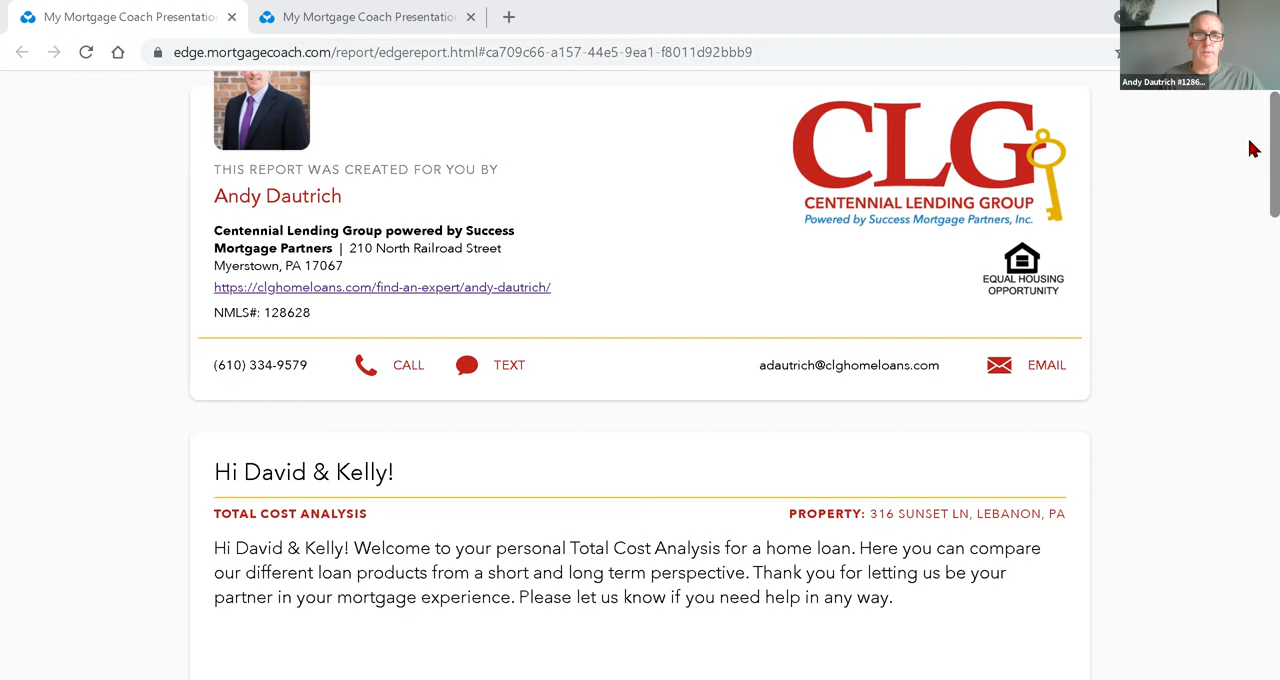 My Mortgage Coach Presentatio
My Mortgage Coach Presentatio
edge.mortgagecoach.com/report/edgereport.html#ca709c66-a157-44e5-9ea1-f8011d92bbb9
Andy Dautrich #1286...
THIS REPORT WAS CREATED FOR YOU BY
Andy Dautrich
Centennial Lending Group powered by Success
Mortgage Partners | 210 North Railroad Street
Myerstown, PA 17067
https://clghomeloans.com/find-an-expert/andy-dautrich/
NMLS#: 128628
CLG
CENTENNIAL LENDING GROUP
Powered by Success Mortgage Partners, Inc.
EQUAL HOUSING
OPPORTUNITY
(610) 334-9579 CALL TEXT adautrich@clghomeloans.com EMAIL
Hi David & Kelly!
TOTAL COST ANALYSIS PROPERTY: 316 SUNSET LN, LEBANON, PA
Hi David & Kelly! Welcome to your personal Total Cost Analysis for a home loan. Here you can compare
our different loan products from a short and long term perspective. Thank you for letting us be your
partner in your mortgage experience. Please let us know if you need help in any way.